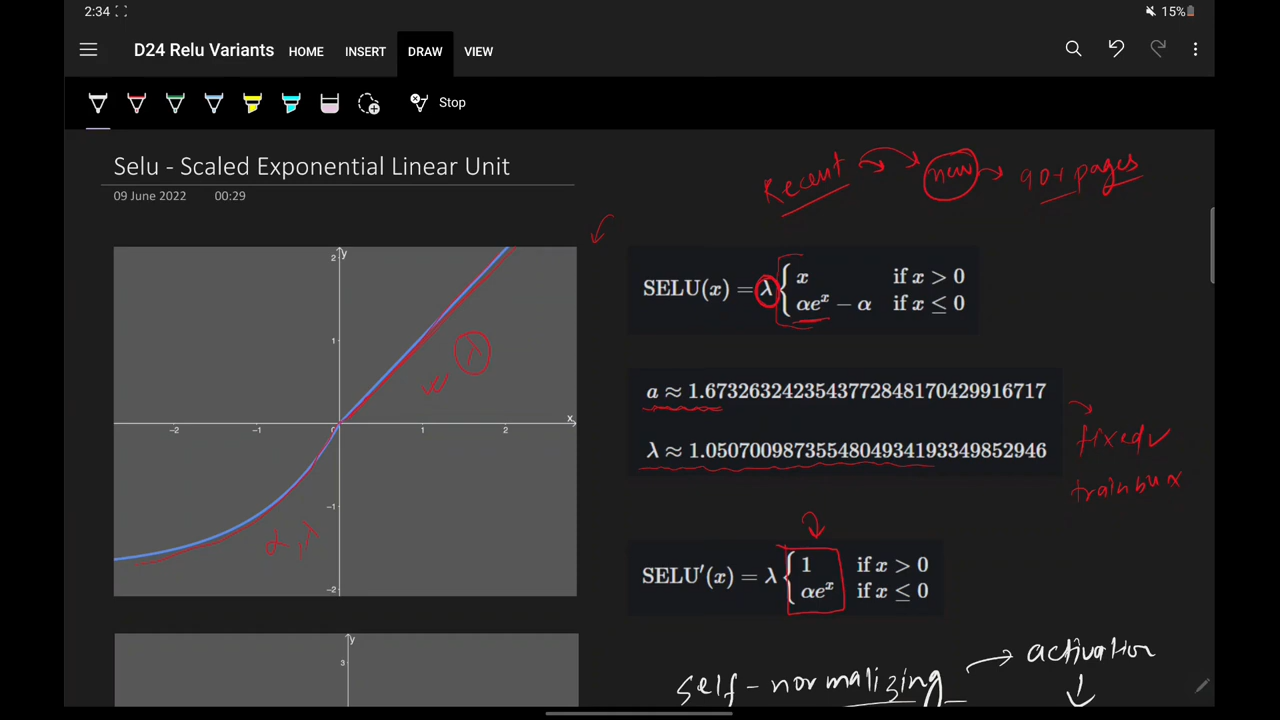 2:34
15%
D24 Relu Variants HOME INSERT DRAW VIEW
Stop
Selu - Scaled Exponential Linear Unit
09 June 2022 00:29
Recent new 90+ pages
y
2
1
-2 -1 0 1 2 x
-1
-2
λ
α, λ
SELU(x) = λ { x if x > 0
αeˣ − α if x ≤ 0
a ≈ 1.6732632423543772848170429916717
λ ≈ 1.0507009873554804934193349852946
fixed
SELU′(x) = λ { 1 if x > 0
αeˣ if x ≤ 0
y
3
self-normalizing activation